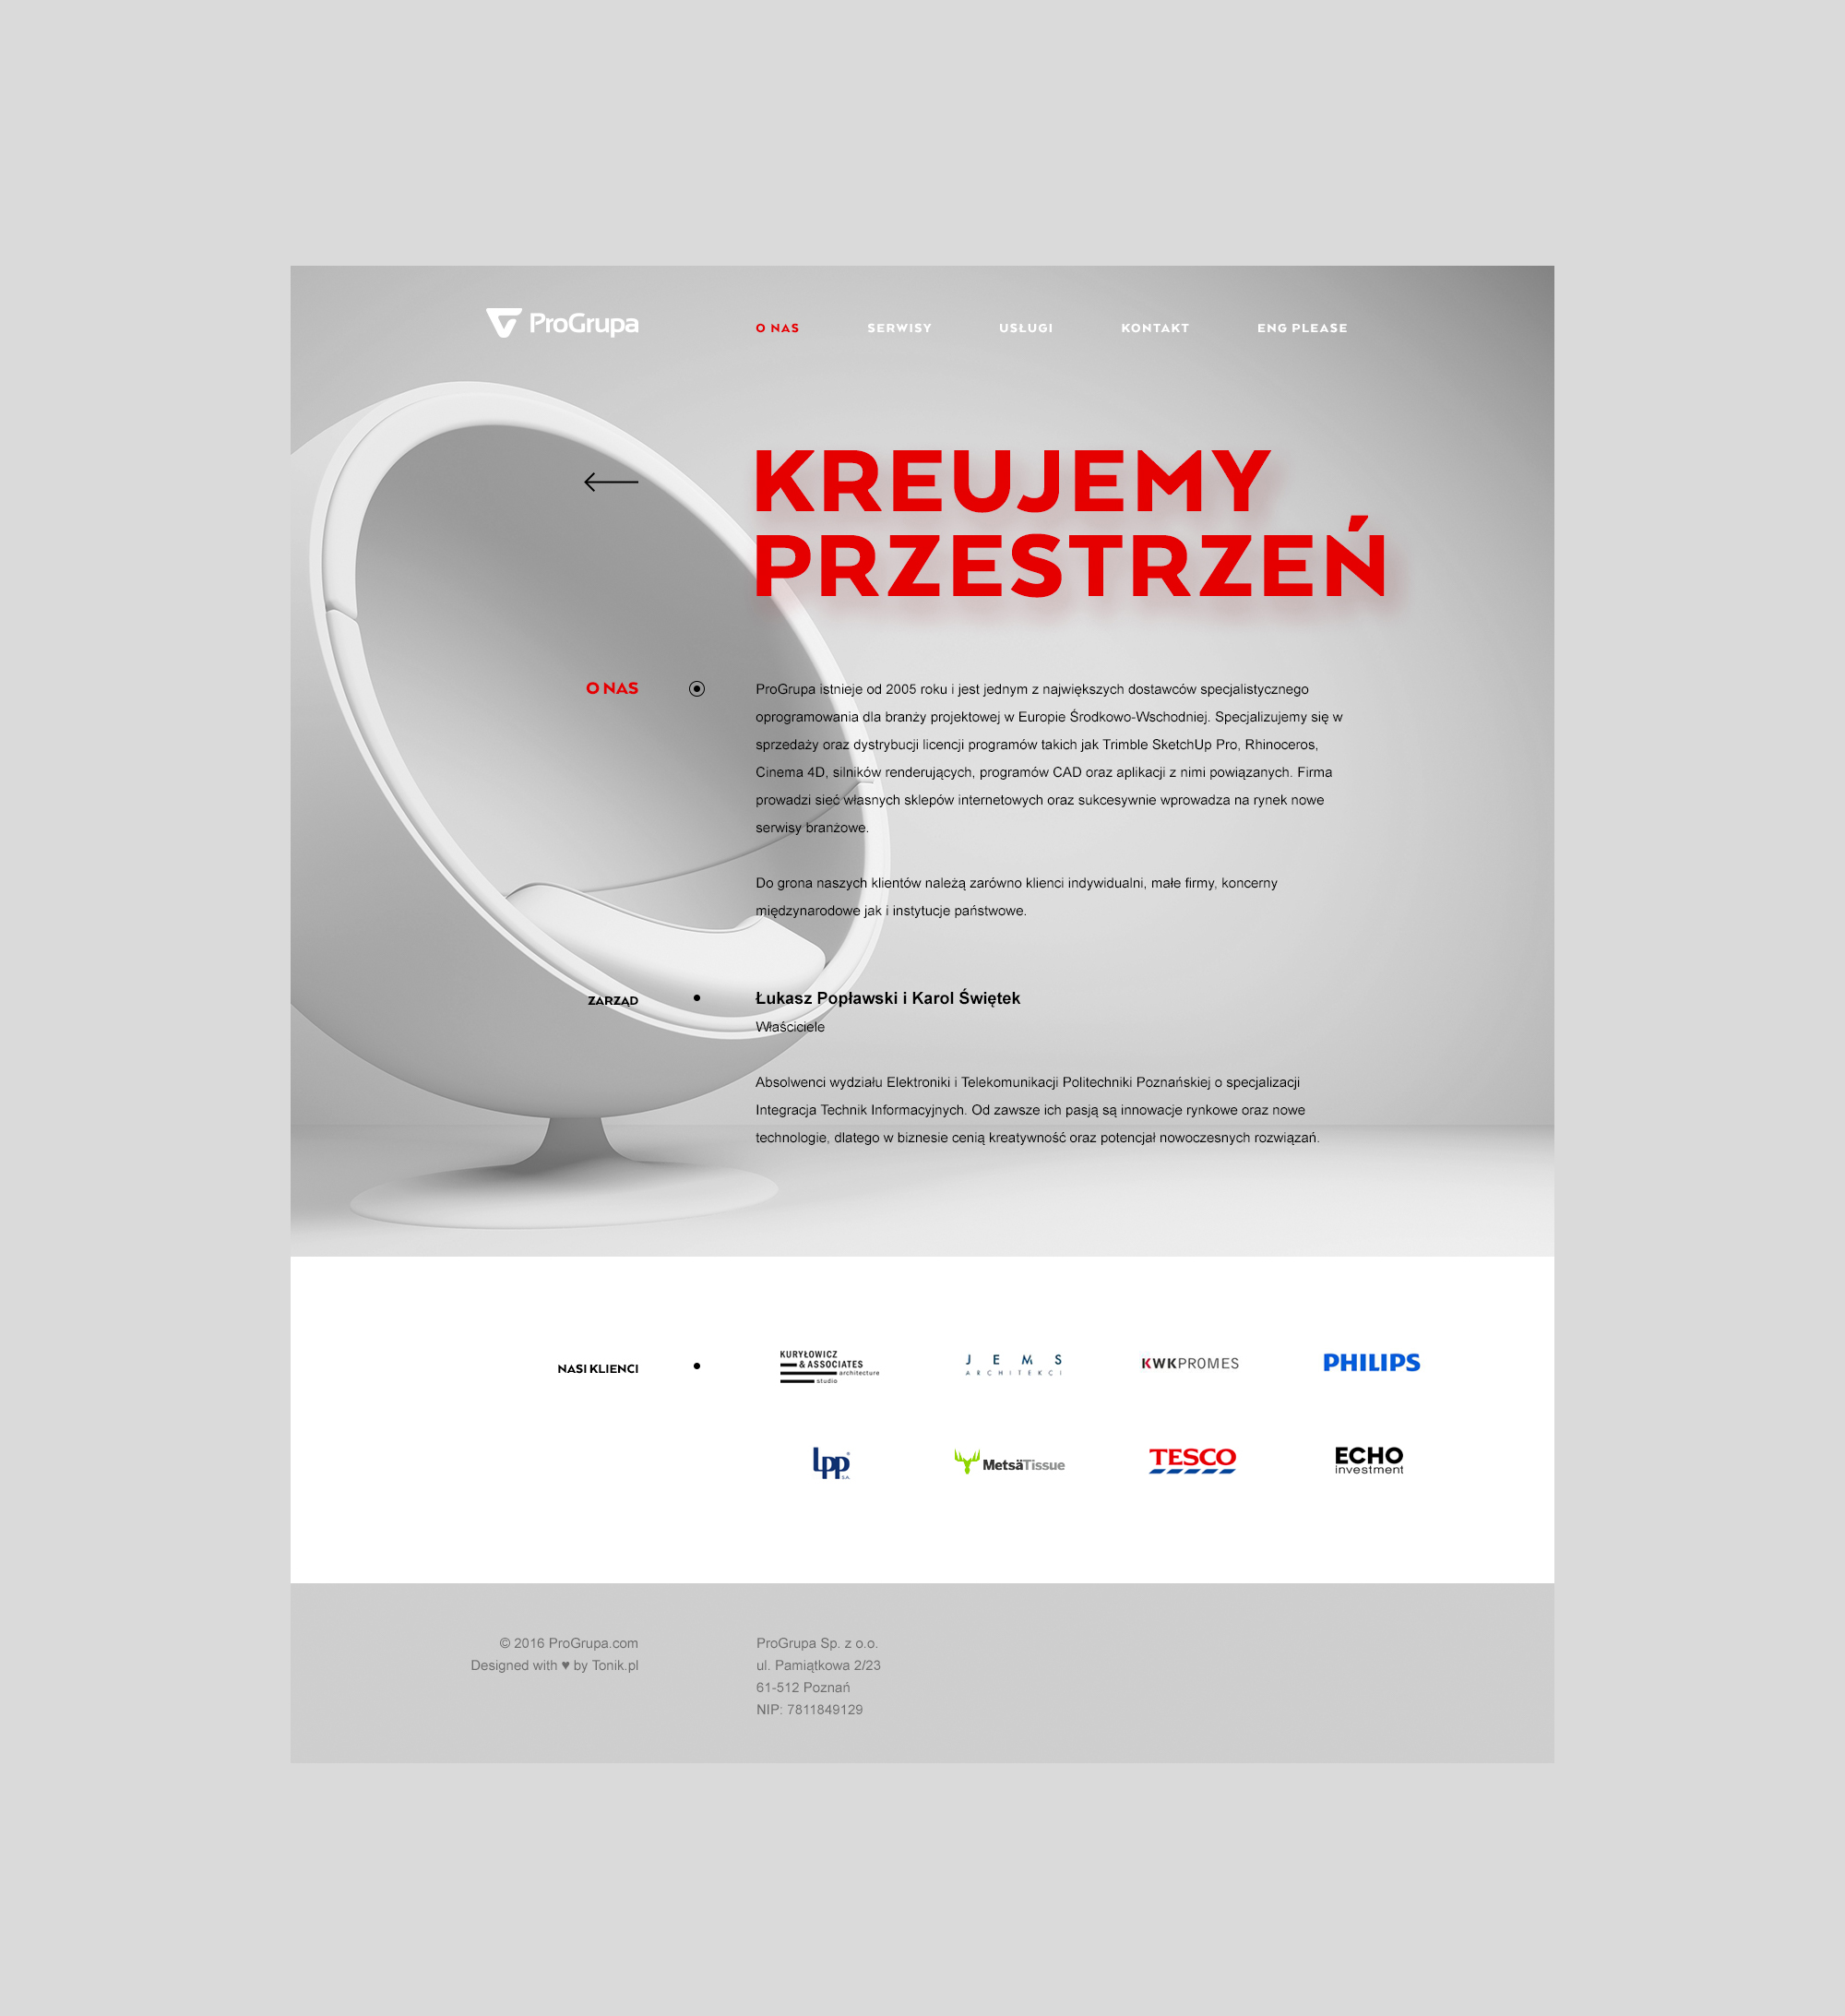 ProGrupa
O NAS
SERWISY
USŁUGI
KONTAKT
ENG PLEASE
KREUJEMY
PRZESTRZEŃ
O NAS
ProGrupa istnieje od 2005 roku i jest jednym z największych dostawców specjalistycznego
oprogramowania dla branży projektowej w Europie Środkowo-Wschodniej. Specjalizujemy się w
sprzedaży oraz dystrybucji licencji programów takich jak Trimble SketchUp Pro, Rhinoceros,
Cinema 4D, silników renderujących, programów CAD oraz aplikacji z nimi powiązanych. Firma
prowadzi sieć własnych sklepów internetowych oraz sukcesywnie wprowadza na rynek nowe
serwisy branżowe.
Do grona naszych klientów należą zarówno klienci indywidualni, małe firmy, koncerny
międzynarodowe jak i instytucje państwowe.
ZARZĄD
Łukasz Popławski i Karol Świętek
Właściciele
Absolwenci wydziału Elektroniki i Telekomunikacji Politechniki Poznańskiej o specjalizacji
Integracja Technik Informacyjnych. Od zawsze ich pasją są innowacje rynkowe oraz nowe
technologie, dlatego w biznesie cenią kreatywność oraz potencjał nowoczesnych rozwiązań.
NASI KLIENCI
KURYŁOWICZ
& ASSOCIATES
architecture
studio
JEMS
ARCHITEKCI
KWKPROMES
PHILIPS
Lpp® S.A.
MetsäTissue
TESCO
ECHO
investment
© 2016 ProGrupa.com
Designed with ♥ by Tonik.pl
ProGrupa Sp. z o.o.
ul. Pamiątkowa 2/23
61-512 Poznań
NIP: 7811849129